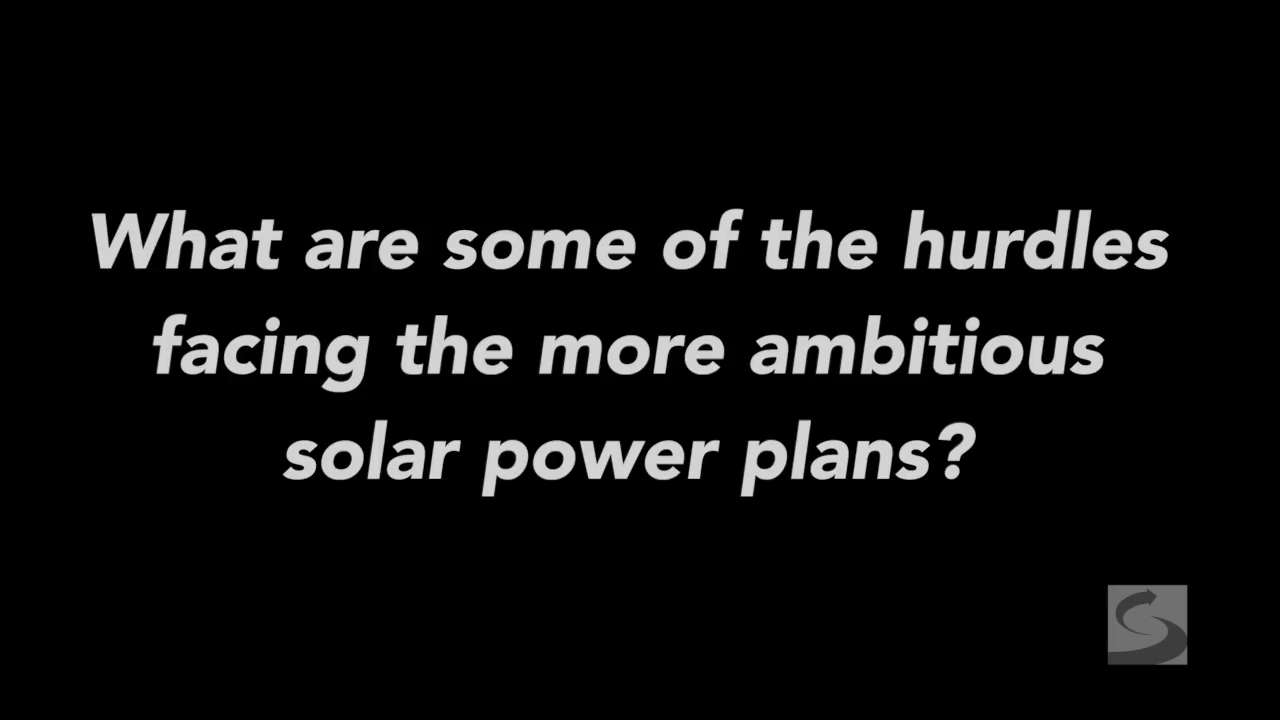 What are some of the hurdles
facing the more ambitious
solar power plans?